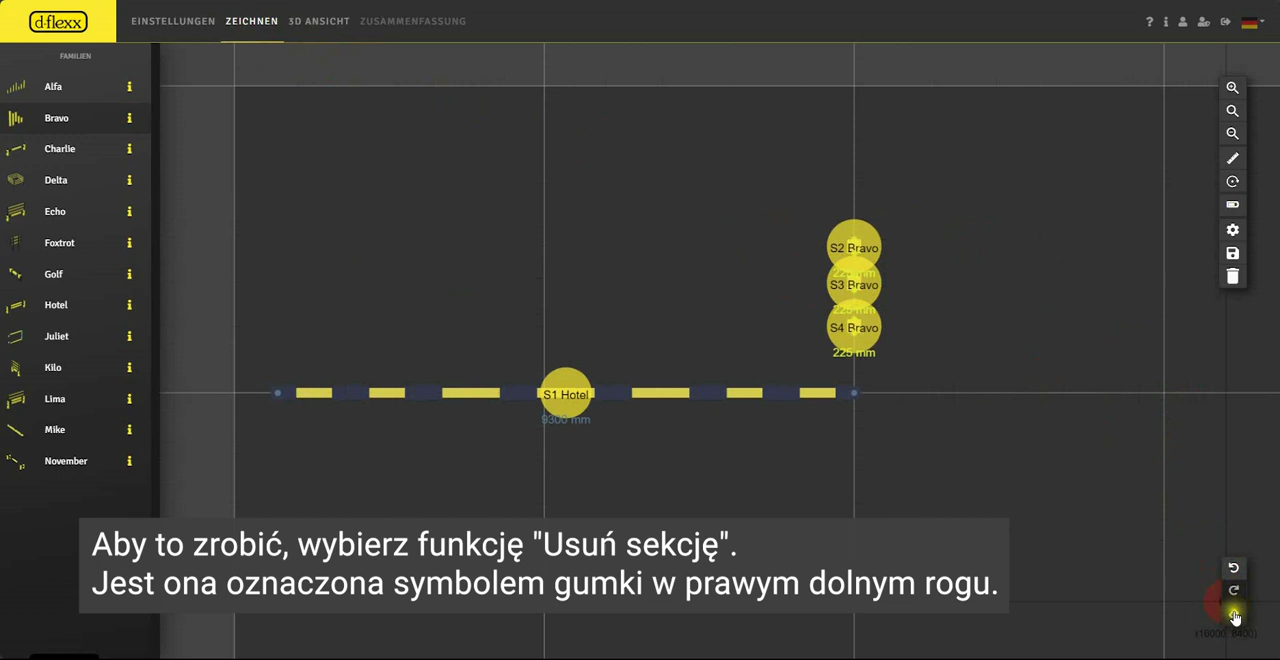 d-flexx
EINSTELLUNGEN
ZEICHNEN
3D ANSICHT
ZUSAMMENFASSUNG
FAMILIEN
Alfa
Bravo
Charlie
Delta
Echo
Foxtrot
Golf
Hotel
Juliet
Kilo
Lima
Mike
November
S2 Bravo
S3 Bravo
225 mm
S4 Bravo
225 mm
S1 Hotel
9300 mm
Aby to zrobić, wybierz funkcję "Usuń sekcję".
Jest ona oznaczona symbolem gumki w prawym dolnym rogu.